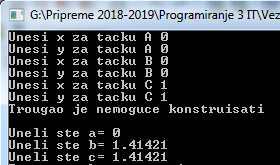 G:\Pripreme 2018-2019\Programiranje 3 IT\Vez
Unesi x za tacku A 0
Unesi y za tacku A 0
Unesi x za tacku B 0
Unesi y za tacku B 0
Unesi x za tacku C 1
Unesi y za tacku C 1
Trougao je nemoguce konstruisati
Uneli ste a= 0
Uneli ste b= 1.41421
Uneli ste c= 1.41421